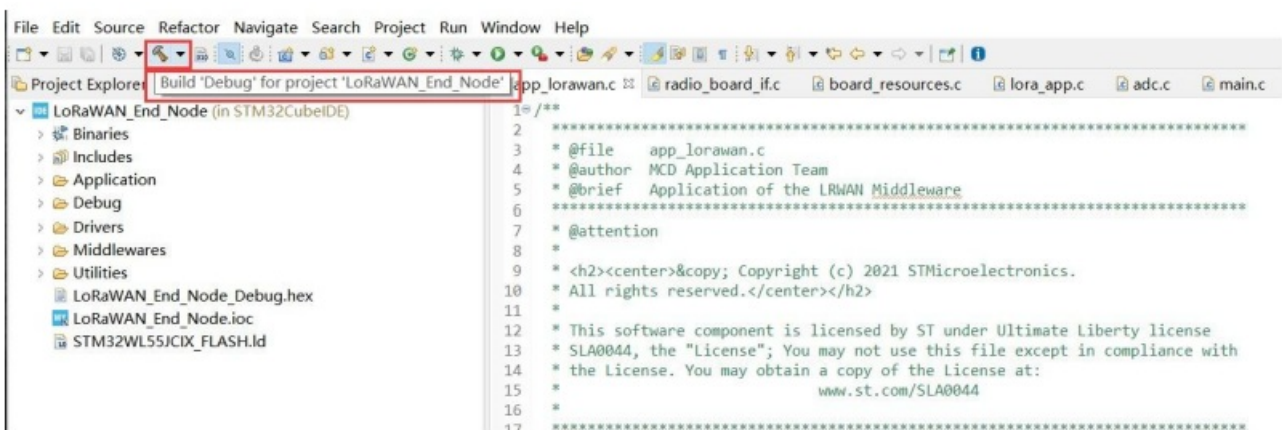 File Edit Source Refactor Navigate Search Project Run Window Help
Project Explorer
Build 'Debug' for project 'LoRaWAN_End_Node'
app_lorawan.c radio_board_if.c board_resources.c lora_app.c adc.c main.c
LoRaWAN_End_Node (in STM32CubeIDE)
Binaries
Includes
Application
Debug
Drivers
Middlewares
Utilities
LoRaWAN_End_Node_Debug.hex
LoRaWAN_End_Node.ioc
STM32WL55JCIX_FLASH.ld
1 /**
2 ******************************************************************************
3 * @file app_lorawan.c
4 * @author MCD Application Team
5 * @brief Application of the LRWAN Middleware
6 ******************************************************************************
7 * @attention
8 *
9 * <h2><center>&copy; Copyright (c) 2021 STMicroelectronics.
10 * All rights reserved.</center></h2>
11 *
12 * This software component is licensed by ST under Ultimate Liberty license
13 * SLA0044, the "License"; You may not use this file except in compliance with
14 * the License. You may obtain a copy of the License at:
15 * www.st.com/SLA0044
16 *
17 ******************************************************************************